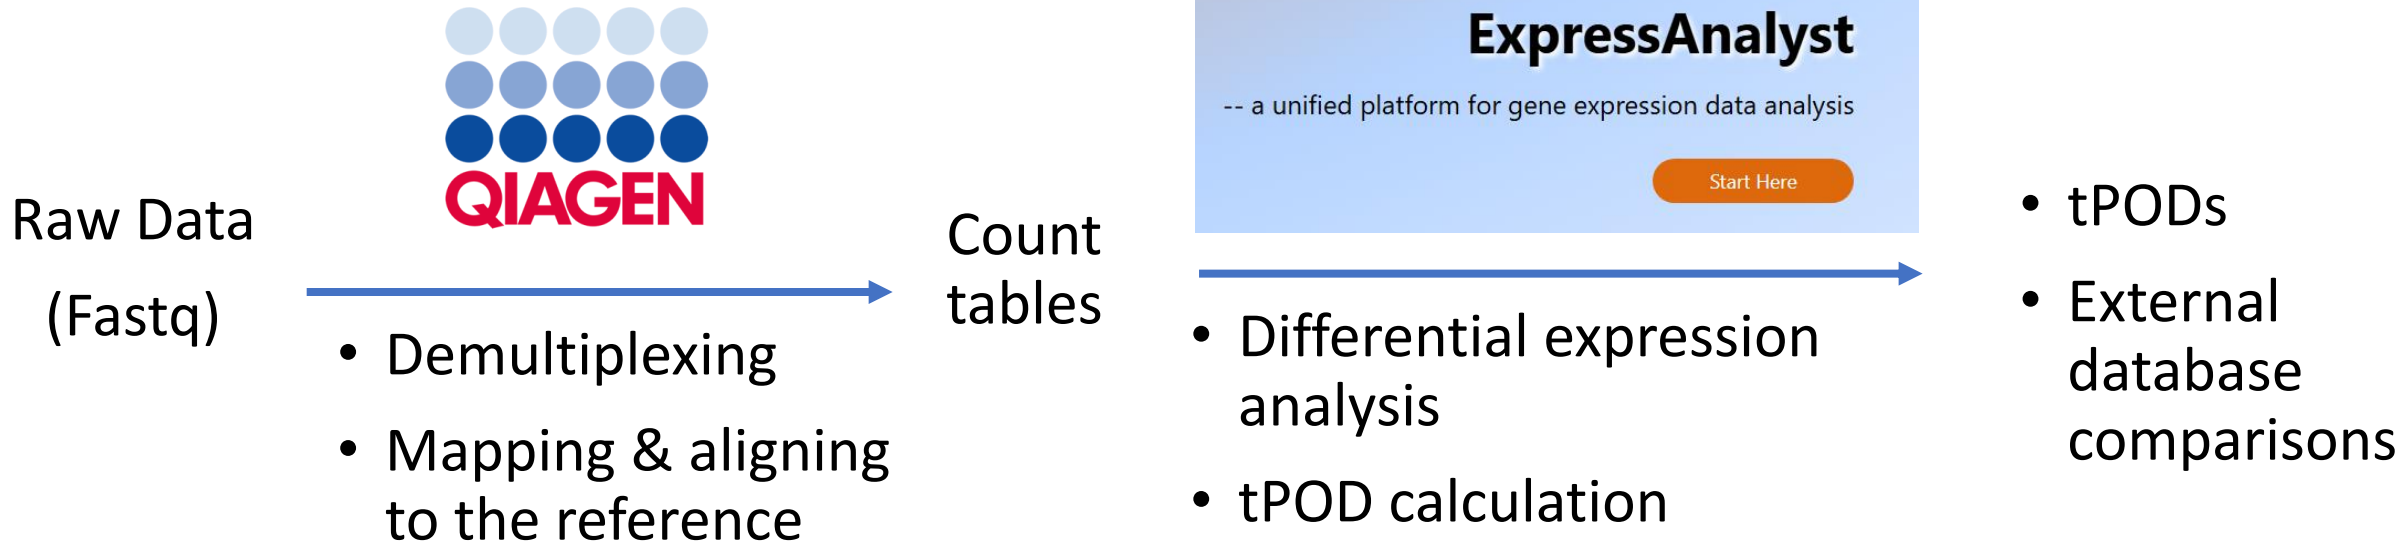 Raw Data
(Fastq)
QIAGEN
• Demultiplexing
• Mapping & aligning
to the reference
Count
tables
ExpressAnalyst
-- a unified platform for gene expression data analysis
Start Here
• Differential expression
analysis
• tPOD calculation
• tPODs
• External
database
comparisons